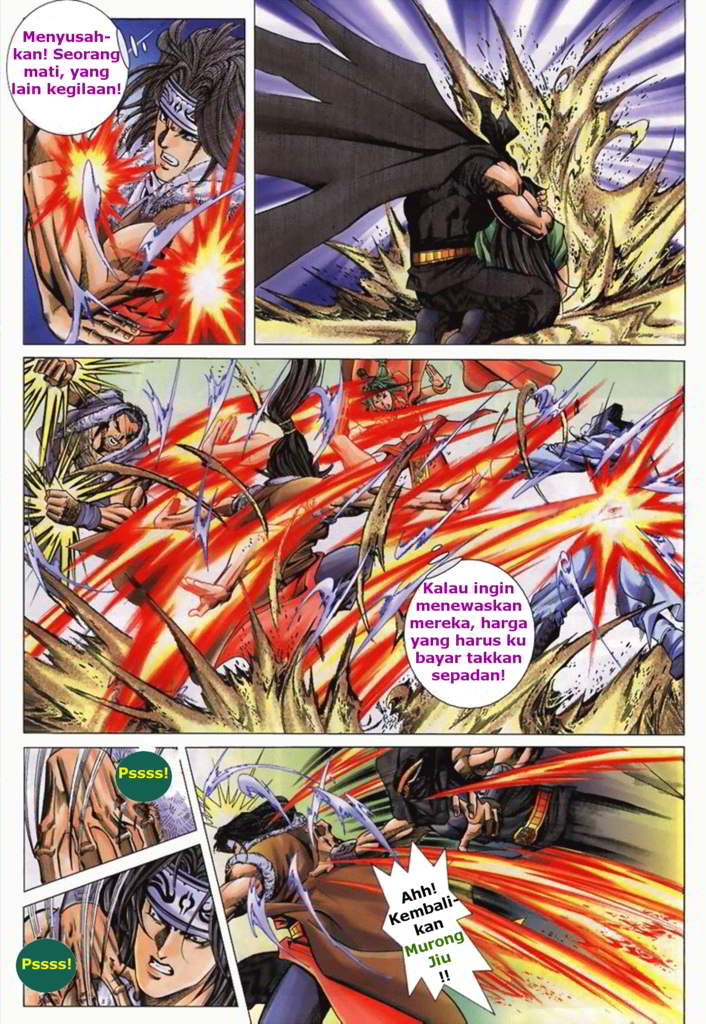 Menyusah-
kan! Seorang
mati, yang
lain kegilaan!
Kalau ingin
menewaskan
mereka, harga
yang harus ku
bayar takkan
sepadan!
Pssss!
Pssss!
Ahh!
Kembali-
kan
Murong
Jiu
!!